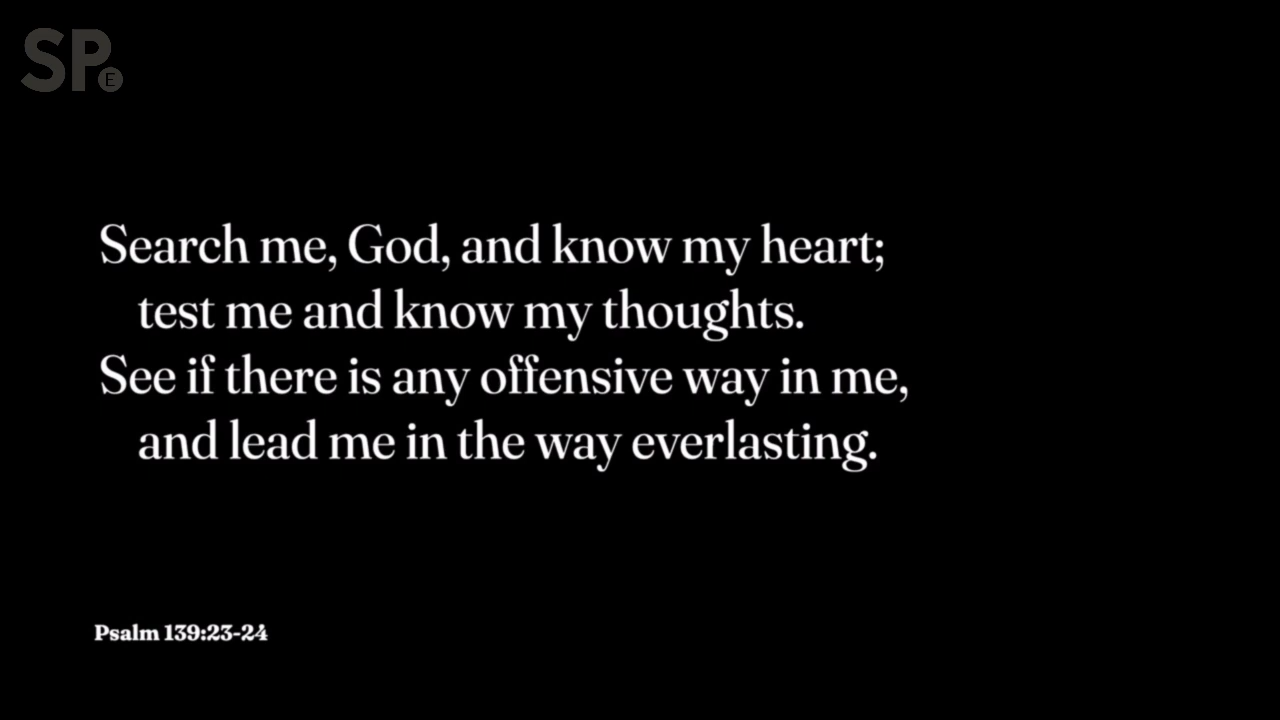 SP.
E
Search me, God, and know my heart;
test me and know my thoughts.
See if there is any offensive way in me,
and lead me in the way everlasting.
Psalm 139:23-24